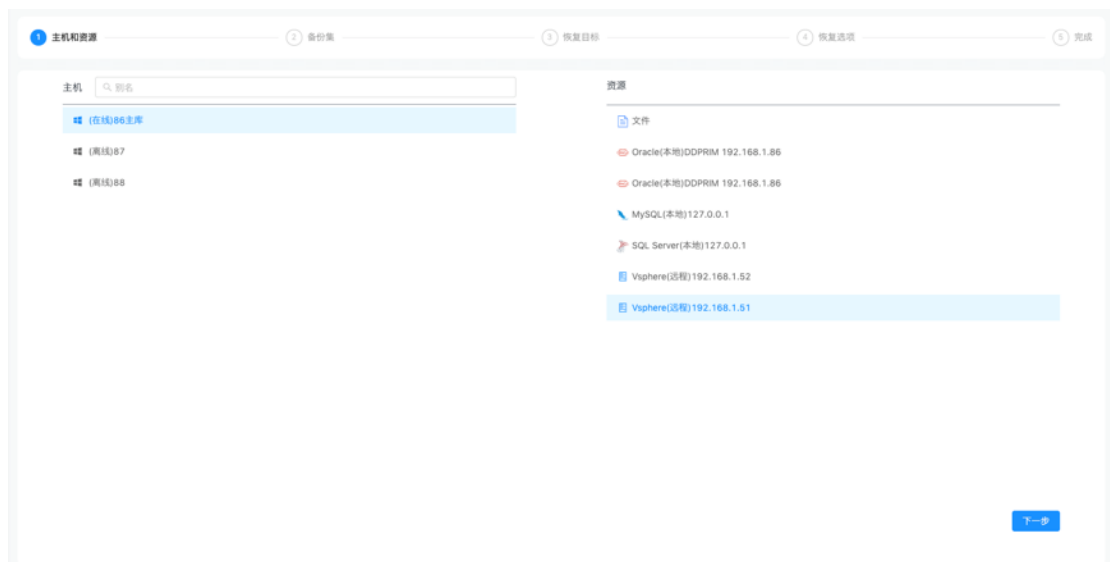 1 主机和资源 2 备份集 3 恢复目标 4 恢复选项 5 完成
主机 别名
(在线)86主库
(离线)87
(离线)88
资源
文件
Oracle(本地)DDPRIM 192.168.1.86
Oracle(本地)DDPRIM 192.168.1.86
MySQL(本地)127.0.0.1
SQL Server(本地)127.0.0.1
Vsphere(远程)192.168.1.52
Vsphere(远程)192.168.1.51
下一步